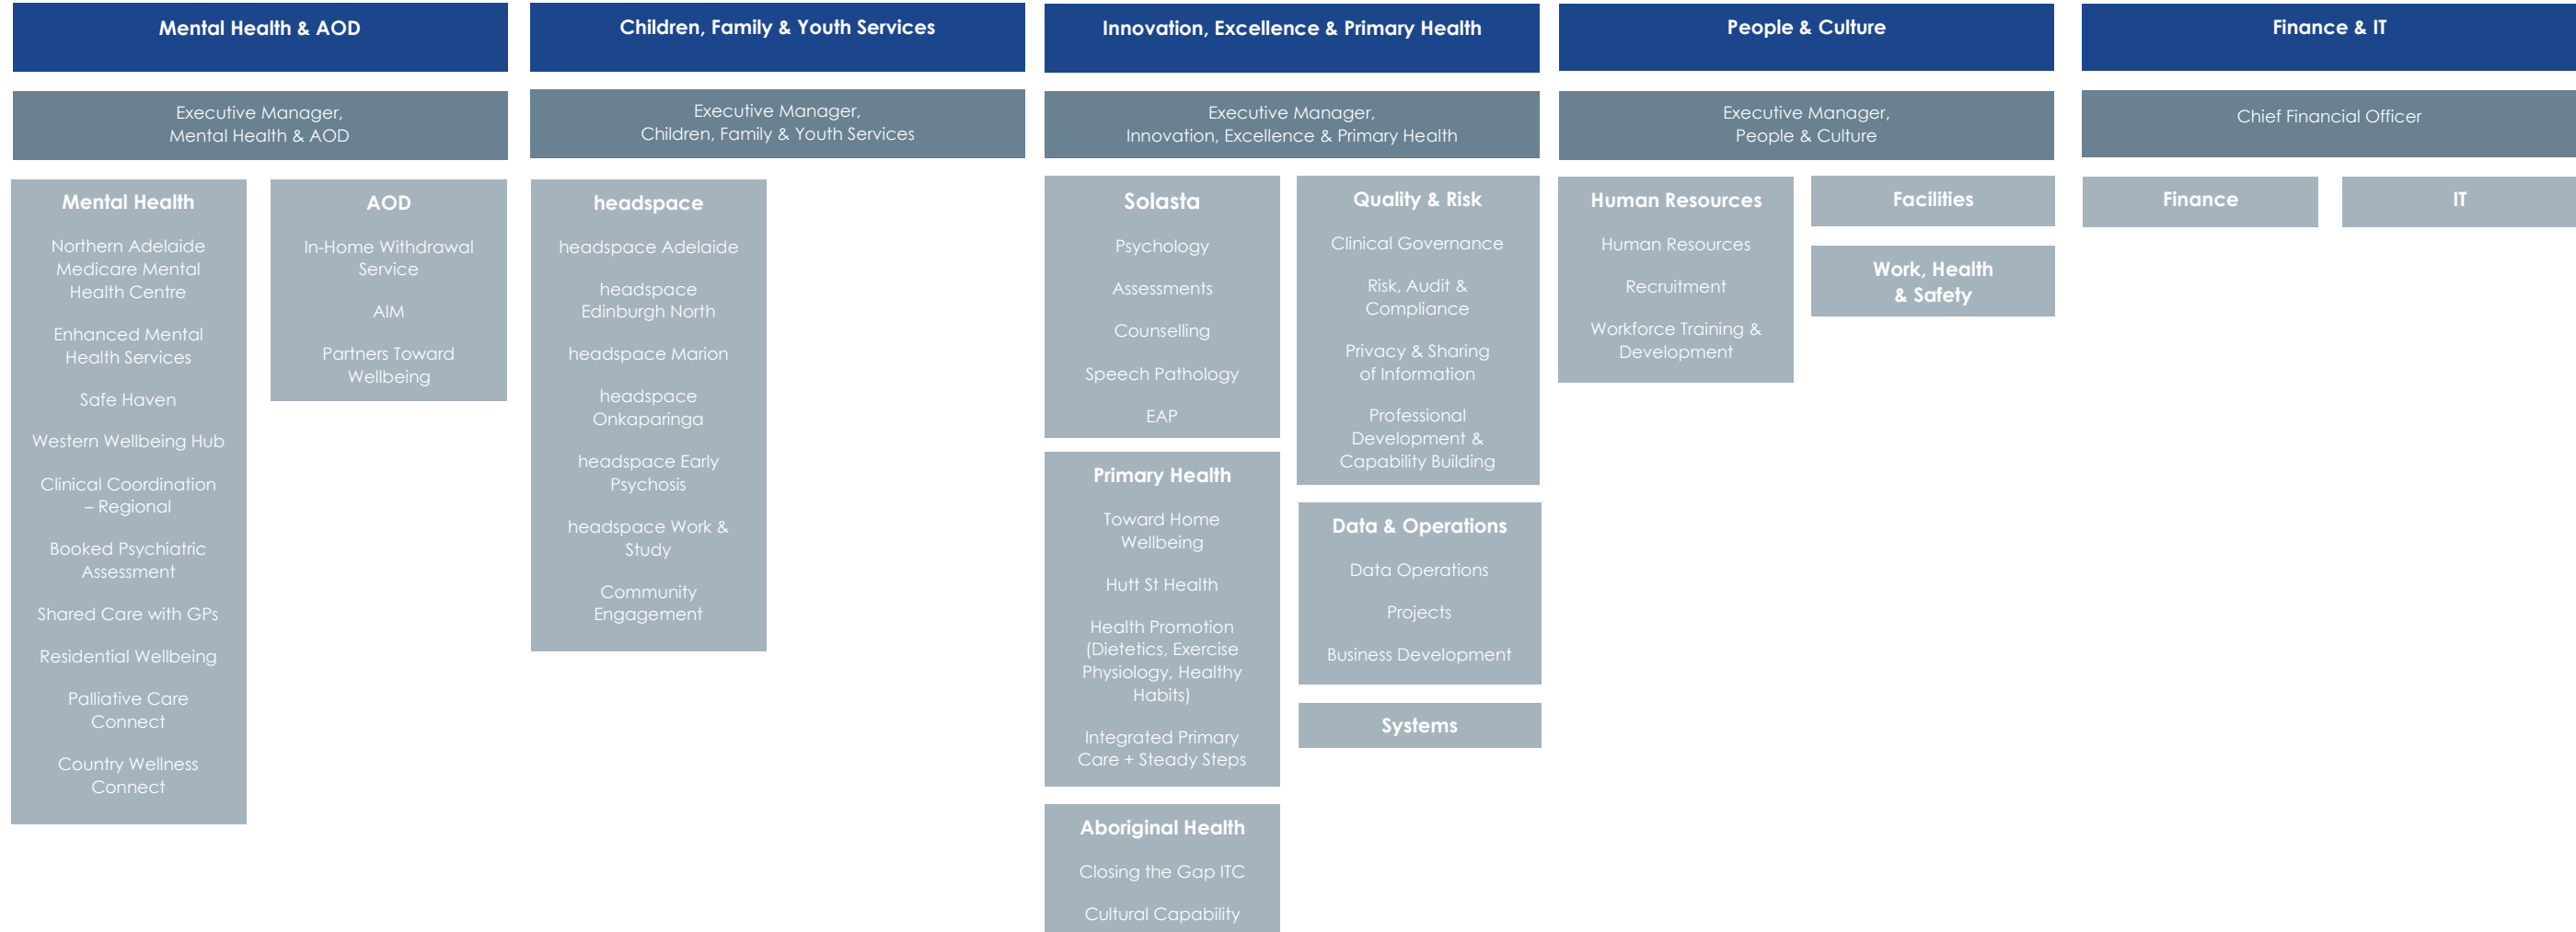 Mental Health & AOD
Executive Manager,
Mental Health & AOD
Mental Health
Northern Adelaide
Medicare Mental
Health Centre
Enhanced Mental
Health Services
Safe Haven
Western Wellbeing Hub
Clinical Coordination
– Regional
Booked Psychiatric
Assessment
Shared Care with GPs
Residential Wellbeing
Palliative Care
Connect
Country Wellness
Connect
AOD
In-Home Withdrawal
Service
AIM
Partners Toward
Wellbeing
Children, Family & Youth Services
Executive Manager,
Children, Family & Youth Services
headspace
headspace Adelaide
headspace
Edinburgh North
headspace Marion
headspace
Onkaparinga
headspace Early
Psychosis
headspace Work &
Study
Community
Engagement
Innovation, Excellence & Primary Health
Executive Manager,
Innovation, Excellence & Primary Health
Solasta
Psychology
Assessments
Counselling
Speech Pathology
EAP
Primary Health
Toward Home
Wellbeing
Hutt St Health
Health Promotion
(Dietetics, Exercise
Physiology, Healthy
Habits)
Integrated Primary
Care + Steady Steps
Aboriginal Health
Closing the Gap ITC
Cultural Capability
Quality & Risk
Clinical Governance
Risk, Audit &
Compliance
Privacy & Sharing
of Information
Professional
Development &
Capability Building
Data & Operations
Data Operations
Projects
Business Development
Systems
People & Culture
Executive Manager,
People & Culture
Human Resources
Human Resources
Recruitment
Workforce Training &
Development
Facilities
Work, Health
& Safety
Finance & IT
Chief Financial Officer
Finance
IT